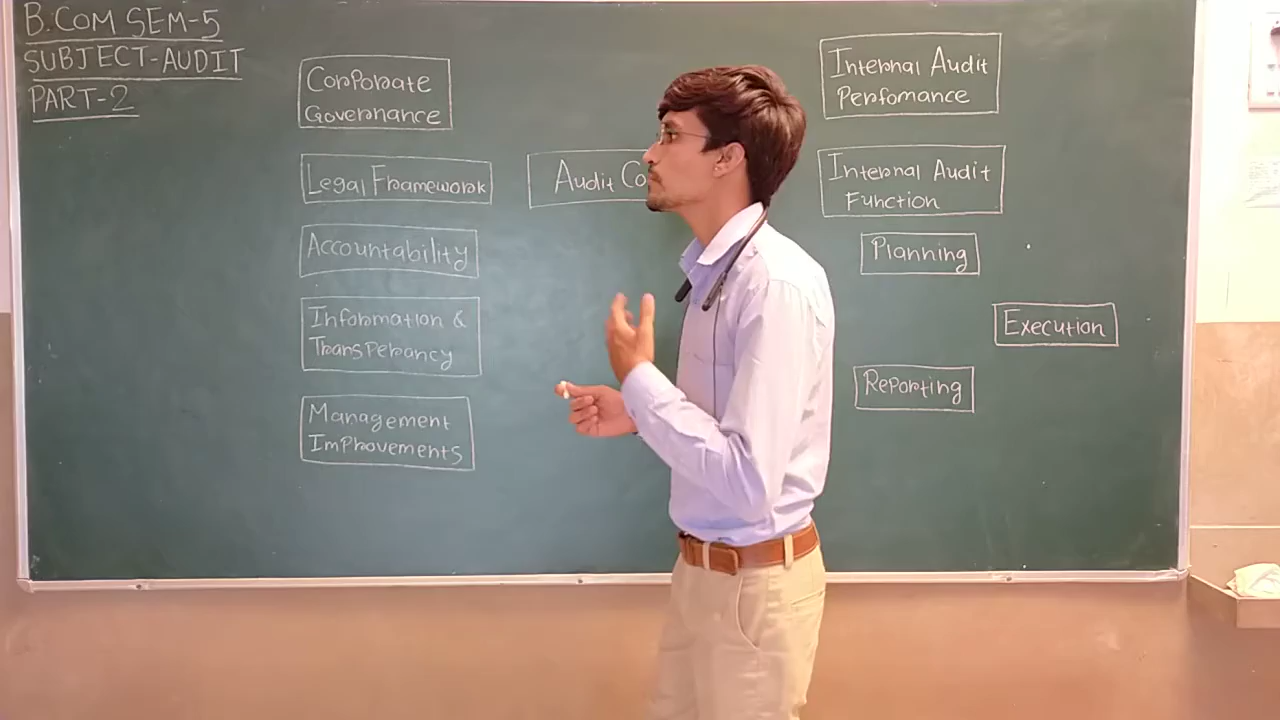 B.COM SEM-5
SUBJECT-AUDIT
PART-2
Corporate
Governance
Legal Framework
Accountability
Information &
Transperancy
Management
Improvements
Audit Co
Internal Audit
Perfomance
Internal Audit
Function
Planning
Execution
Reporting